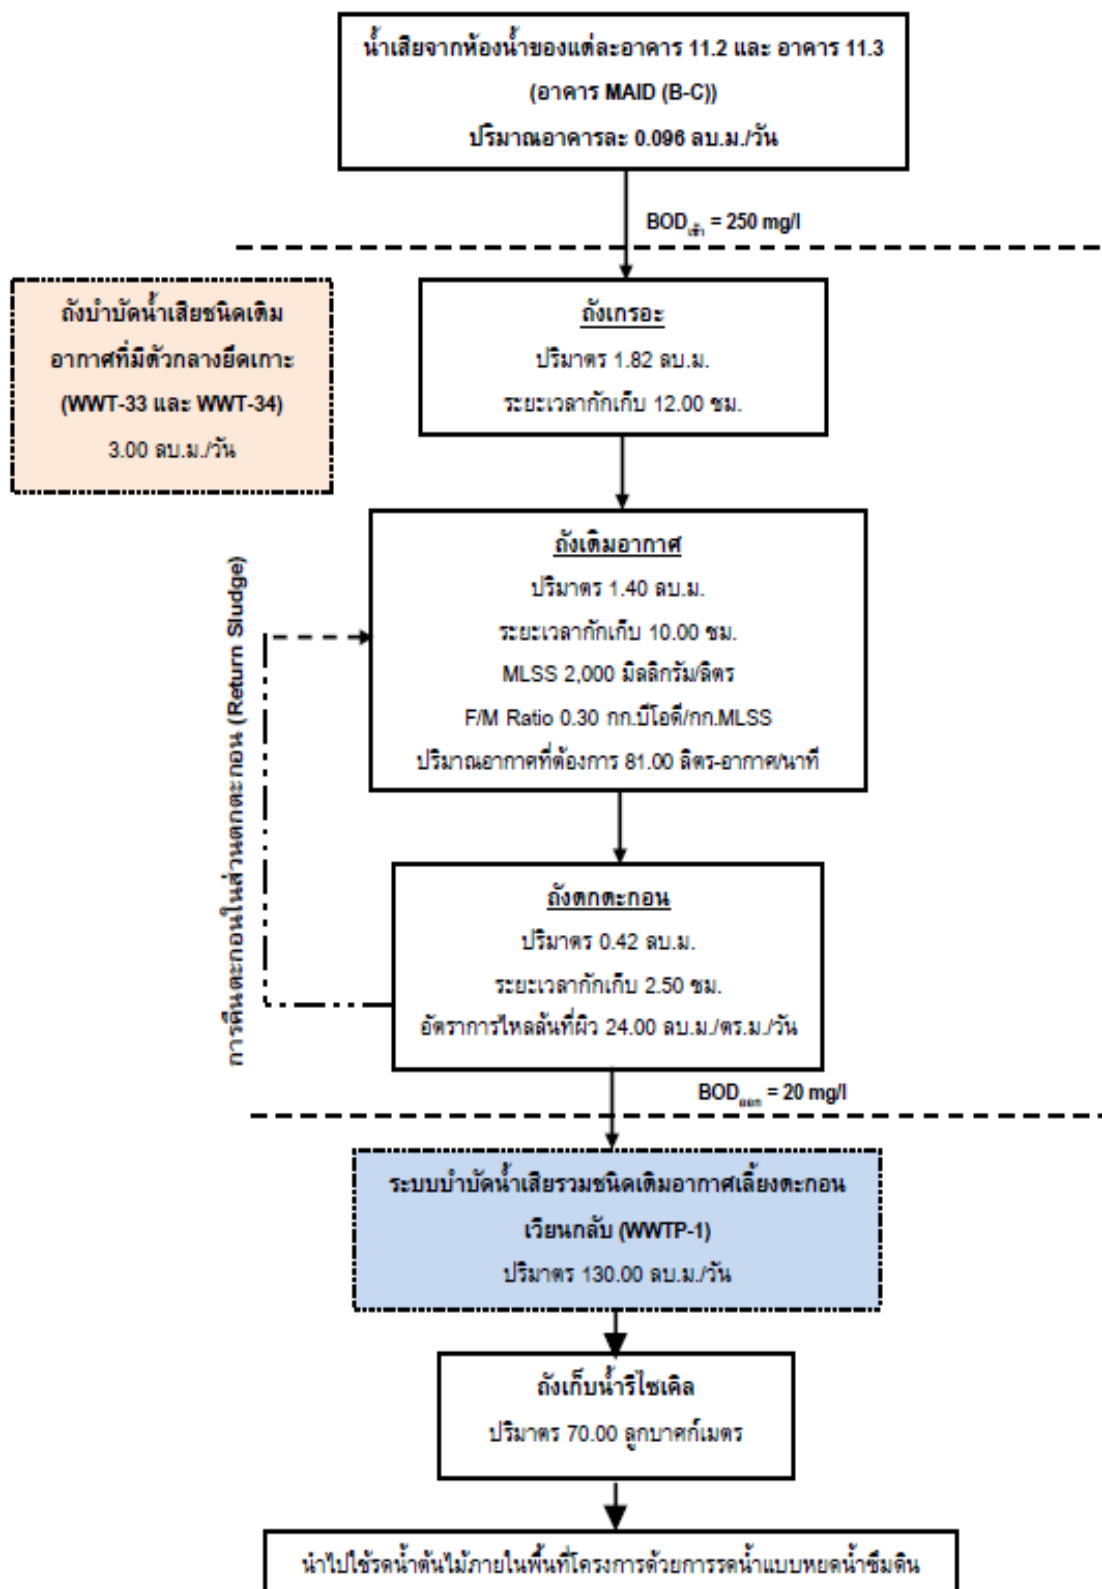 น้ำเสียจากห้องน้ำของแต่ละอาคาร 11.2 และ อาคาร 11.3
(อาคาร MAID (B-C))
ปริมาณอาคารละ 0.096 ลบ.ม./วัน
BODเข้า = 250 mg/l
ถังบำบัดน้ำเสียชนิดเติม
อากาศที่มีตัวกลางยึดเกาะ
(WWT-33 และ WWT-34)
3.00 ลบ.ม./วัน
ถังเกรอะ
ปริมาตร 1.82 ลบ.ม.
ระยะเวลากักเก็บ 12.00 ชม.
ถังเติมอากาศ
ปริมาตร 1.40 ลบ.ม.
ระยะเวลากักเก็บ 10.00 ชม.
MLSS 2,000 มิลลิกรัม/ลิตร
F/M Ratio 0.30 กก.บีโอดี/กก.MLSS
ปริมาณอากาศที่ต้องการ 81.00 ลิตร-อากาศ/นาที
การคืนตะกอนในส่วนตกตะกอน (Return Sludge)
ถังตกตะกอน
ปริมาตร 0.42 ลบ.ม.
ระยะเวลากักเก็บ 2.50 ชม.
อัตราการไหลล้นที่ผิว 24.00 ลบ.ม./ตร.ม./วัน
BODออก = 20 mg/l
ระบบบำบัดน้ำเสียรวมชนิดเติมอากาศเลี้ยงตะกอน
เวียนกลับ (WWTP-1)
ปริมาตร 130.00 ลบ.ม./วัน
ถังเก็บน้ำรีไซเคิล
ปริมาตร 70.00 ลูกบาศก์เมตร
นำไปใช้รดน้ำต้นไม้ภายในพื้นที่โครงการด้วยการรดน้ำแบบหยดน้ำซึมดิน